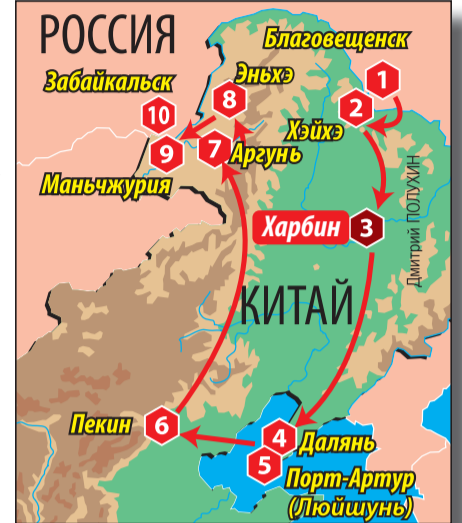 РОССИЯ
Благовещенск
1
Забайкальск
Эньхэ
10
8
2
Хэйхэ
9
7
Аргунь
Маньчжурия
Харбин
3
Дмитрий ПОЛУХИН
КИТАЙ
Пекин
6
4
Далянь
5
Порт-Артур
(Люйшунь)